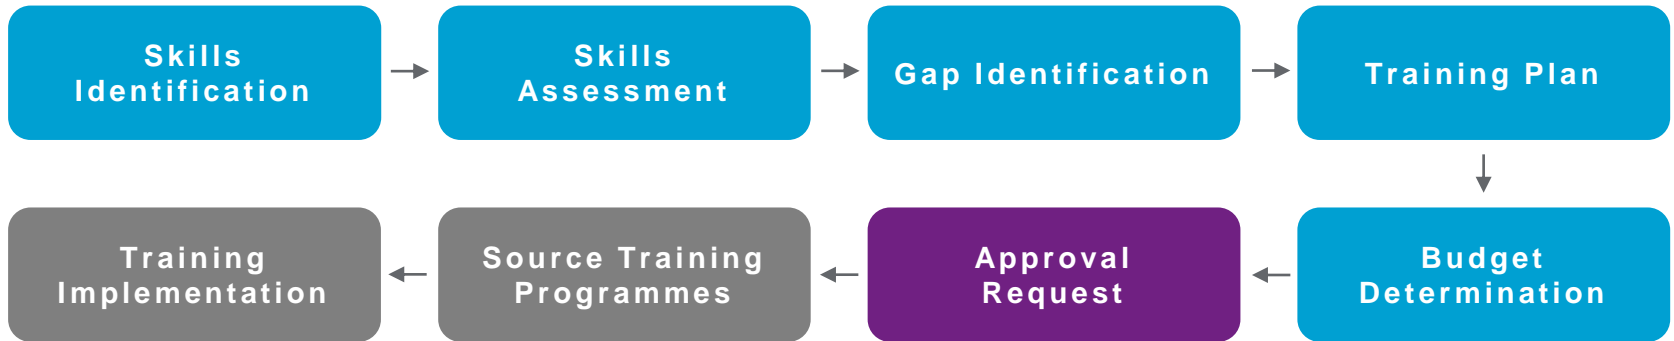 Skills
Identification
Skills
Assessment
Gap Identification
Training Plan
Training
Implementation
Source Training
Programmes
Approval
Request
Budget
Determination